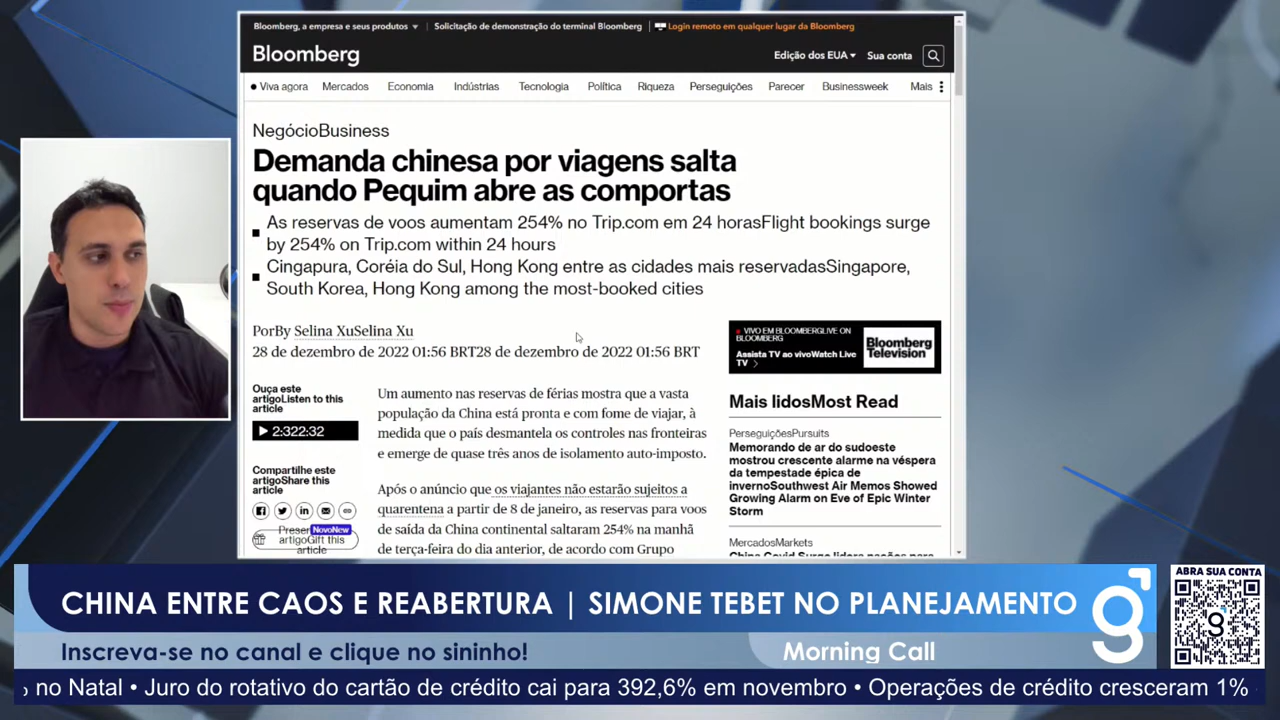 Bloomberg, a empresa e seus produtos
Solicitação de demonstração do terminal Bloomberg
Login remoto em qualquer lugar da Bloomberg
Bloomberg
Edição dos EUA
Sua conta
Viva agora
Mercados
Economia
Indústrias
Tecnologia
Política
Riqueza
Perseguições
Parecer
Businessweek
Mais
NegócioBusiness
Demanda chinesa por viagens salta
quando Pequim abre as comportas
As reservas de voos aumentam 254% no Trip.com em 24 horasFlight bookings surge
by 254% on Trip.com within 24 hours
Cingapura, Coréia do Sul, Hong Kong entre as cidades mais reservadasSingapore,
South Korea, Hong Kong among the most-booked cities
PorBy Selina XuSelina Xu
28 de dezembro de 2022 01:56 BRT28 de dezembro de 2022 01:56 BRT
Ouça este
artigoListen to this
article
2:322:32
Compartilhe este
artigoShare this
article
NovoNew
artigoGift this
article
Um aumento nas reservas de férias mostra que a vasta
população da China está pronta e com fome de viajar, à
medida que o país desmantela os controles nas fronteiras
e emerge de quase três anos de isolamento auto-imposto.
Após o anúncio que os viajantes não estarão sujeitos a
quarentena a partir de 8 de janeiro, as reservas para voos
de saída da China continental saltaram 254% na manhã
de terça-feira do dia anterior, de acordo com Grupo
VIVO EM BLOOMBERGLIVE ON
BLOOMBERG
Assista TV ao vivoWatch Live
TV
Bloomberg
Television
Mais lidosMost Read
PerseguiçõesPursuits
Memorando de ar do sudoeste
mostrou crescente alarme na véspera
da tempestade épica de
invernoSouthwest Air Memos Showed
Growing Alarm on Eve of Epic Winter
Storm
MercadosMarkets
CHINA ENTRE CAOS E REABERTURA | SIMONE TEBET NO PLANEJAMENTO
Inscreva-se no canal e clique no sininho!
Morning Call
ABRA SUA CONTA
no Natal • Juro do rotativo do cartão de crédito cai para 392,6% em novembro • Operações de crédito cresceram 1%